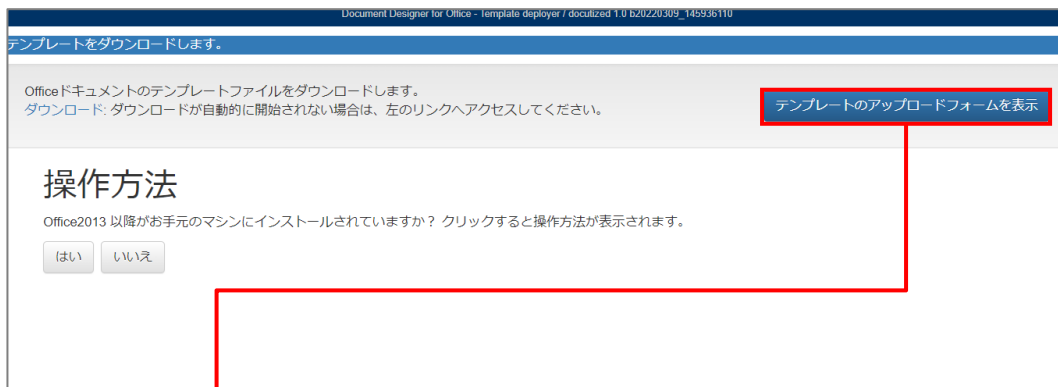 Document Designer for Office - Template deployer / docutized 1.0 b20220309_145936110
テンプレートをダウンロードします。
Officeドキュメントのテンプレートファイルをダウンロードします。
ダウンロード: ダウンロードが自動的に開始されない場合は、左のリンクへアクセスしてください。
テンプレートのアップロードフォームを表示
操作方法
Office2013 以降がお手元のマシンにインストールされていますか？ クリックすると操作方法が表示されます。
はい いいえ